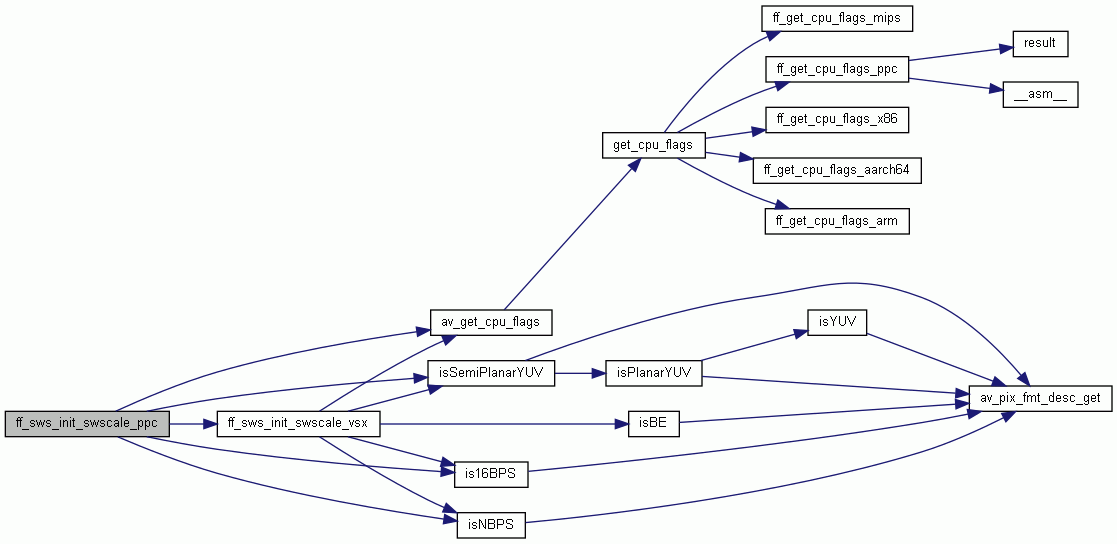 ff_get_cpu_flags_mips
result
ff_get_cpu_flags_ppc
__asm__
ff_get_cpu_flags_x86
get_cpu_flags
ff_get_cpu_flags_aarch64
ff_get_cpu_flags_arm
av_get_cpu_flags
isYUV
isSemiPlanarYUV
isPlanarYUV
av_pix_fmt_desc_get
ff_sws_init_swscale_ppc
ff_sws_init_swscale_vsx
isBE
is16BPS
isNBPS